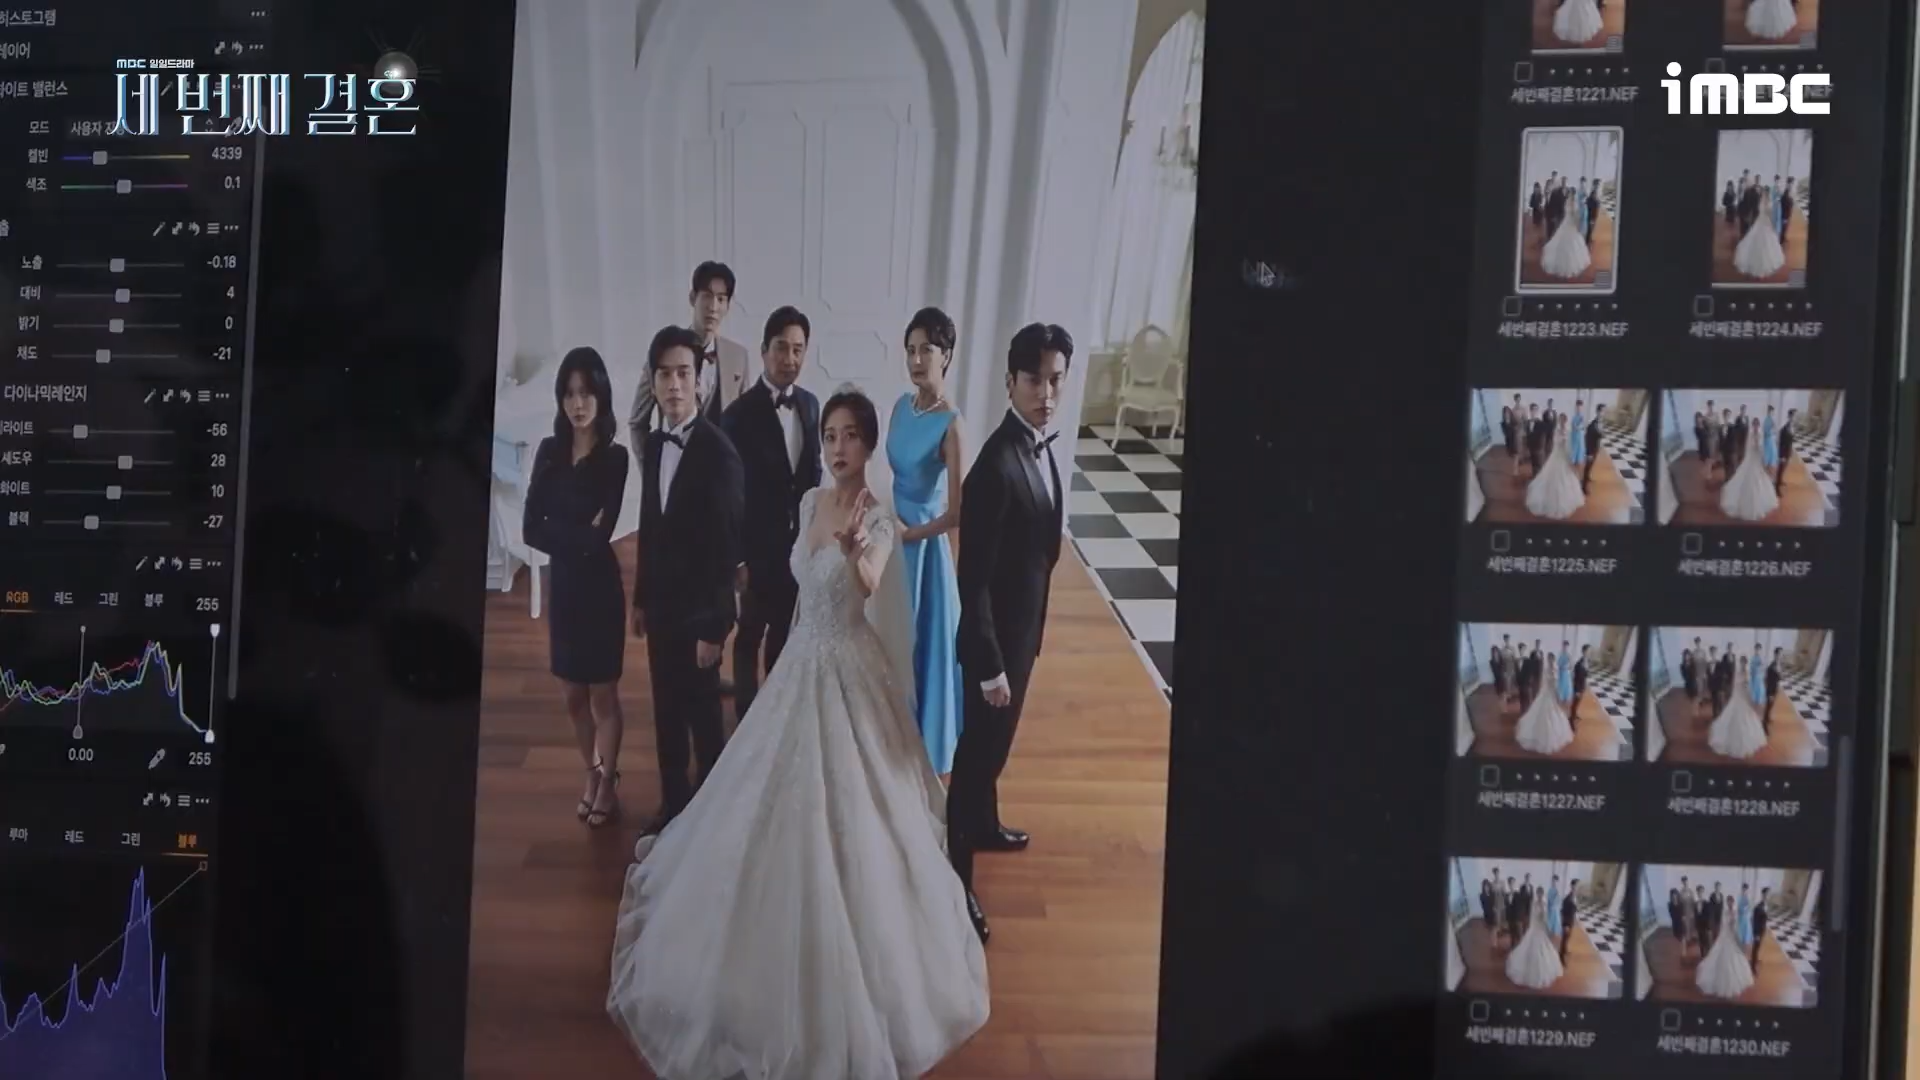 히스토그램
레이어
MBC 일일드라마
세 번째 결혼
iMBC
화이트 밸런스
모드
켈빈 4339
색조 0.1
출
노출 -0.18
대비 4
밝기 0
채도 -21
다이나믹레인지
이라이트 -56
세도우 28
화이트 10
블랙 -27
RGB 레드 그린 블루 255
0.00 255
루마 레드 그린 블루
세번째결혼1221.NEF
세번째결혼1223.NEF 세번째결혼1224.NEF
세번째결혼1225.NEF 세번째결혼1226.NEF
세번째결혼1227.NEF 세번째결혼1228.NEF
세번째결혼1229.NEF 세번째결혼1230.NEF